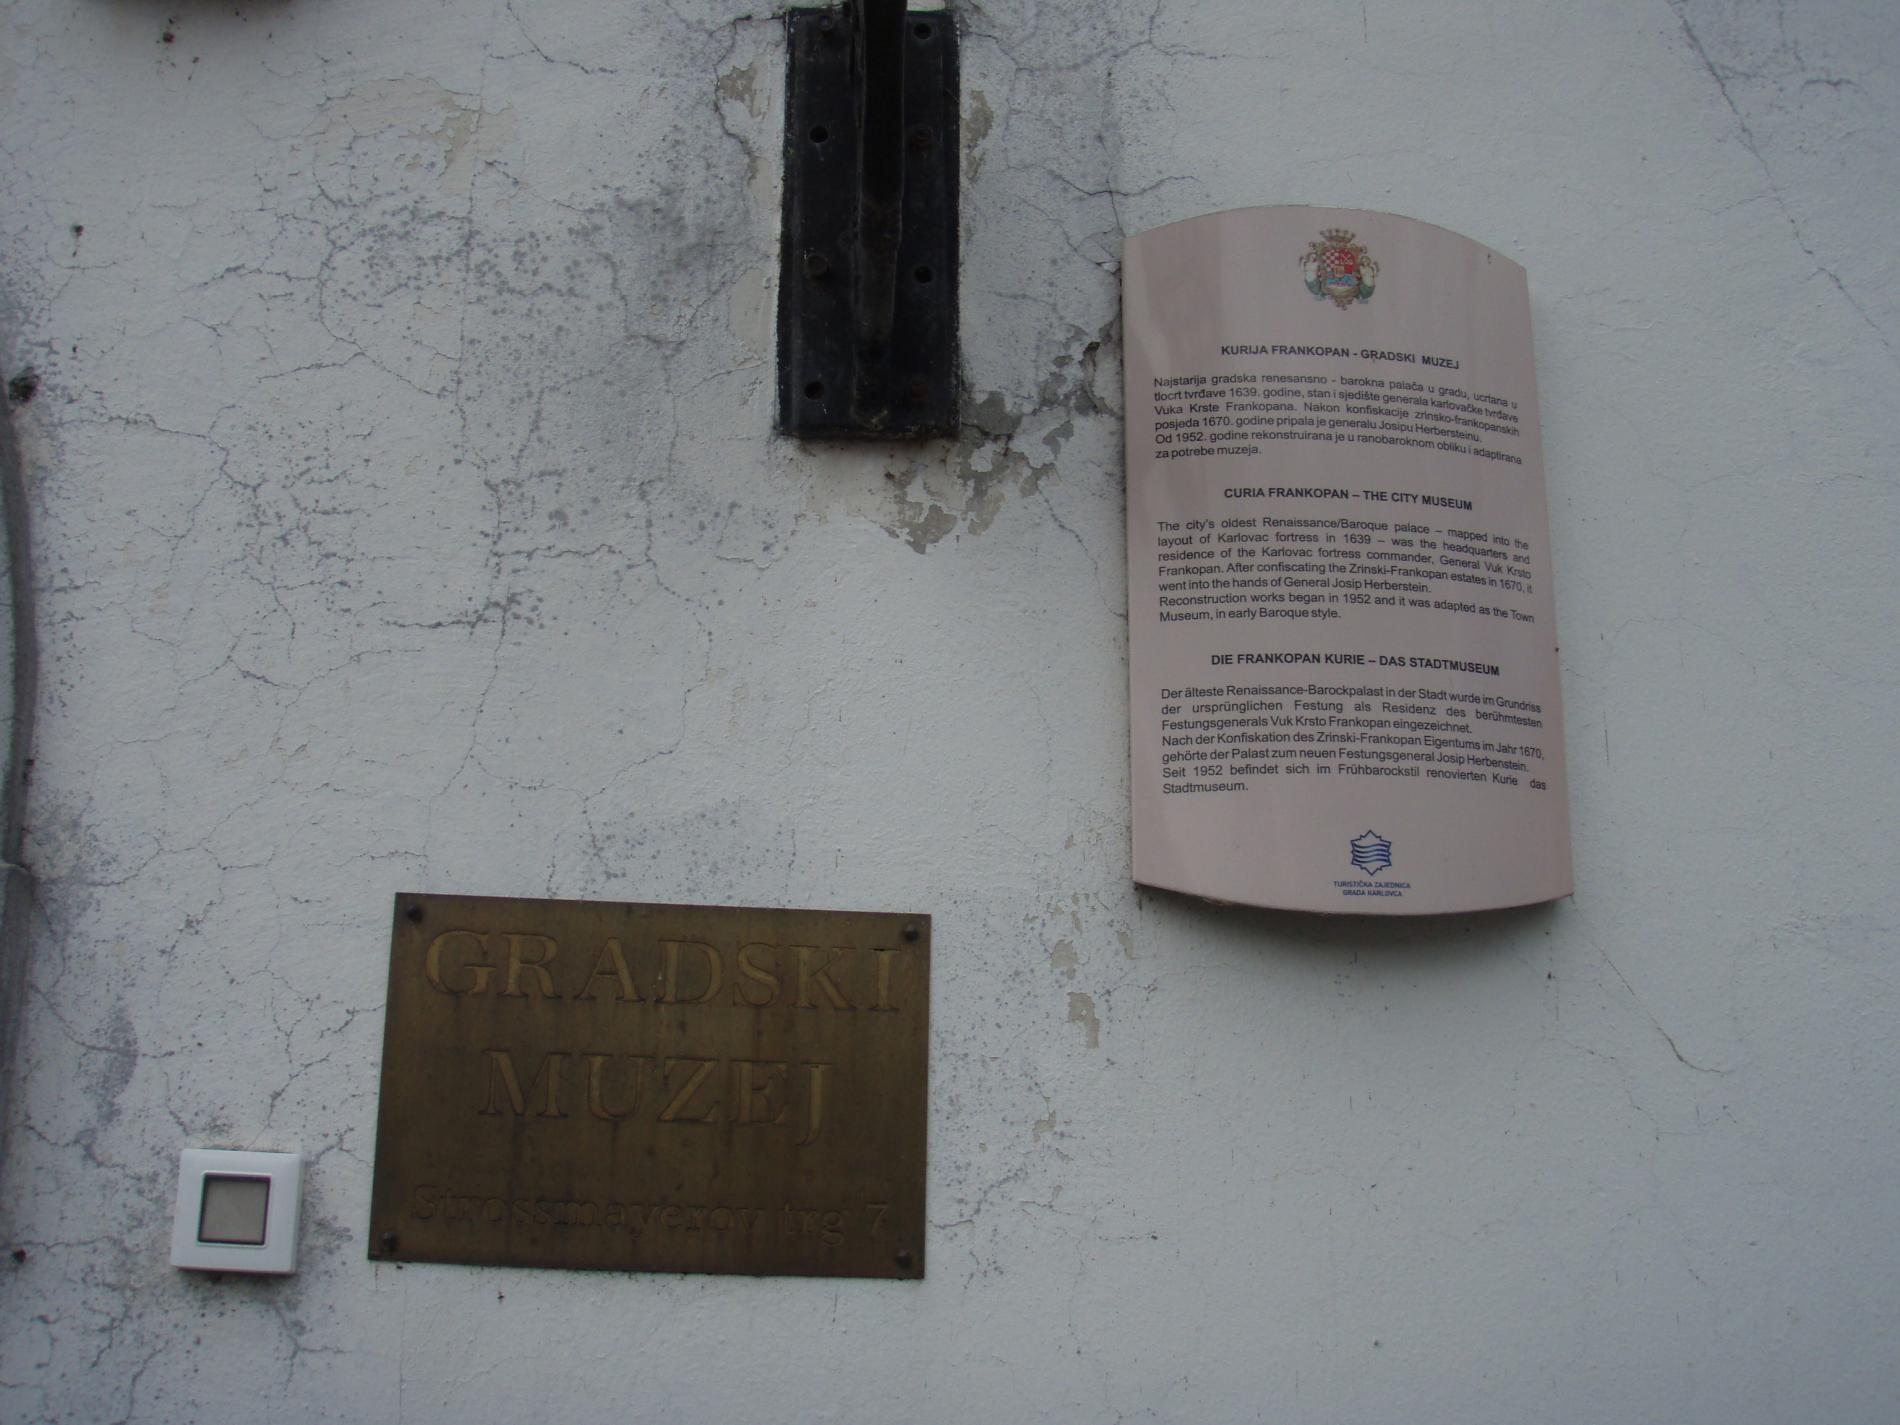 KURIJA FRANKOPAN - GRADSKI MUZEJ
Najstarija gradska renesansno - barokna palača u gradu, ucrtana u
tlocrt tvrđave 1639. godine, stan i sjedište generala karlovačke tvrđave
Vuka Krste Frankopana. Nakon konfiskacije zrinsko-frankopanskih
posjeda 1670. godine pripala je generalu Josipu Herbersteinu.
Od 1952. godine rekonstruirana je u ranobaroknom obliku i adaptirana
za potrebe muzeja.
CURIA FRANKOPAN – THE CITY MUSEUM
The city's oldest Renaissance/Baroque palace – mapped into the
layout of Karlovac fortress in 1639 – was the headquarters and
residence of the Karlovac fortress commander, General Vuk Krsto
Frankopan. After confiscating the Zrinski-Frankopan estates in 1670, it
went into the hands of General Josip Herberstein.
Reconstruction works began in 1952 and it was adapted as the Town
Museum, in early Baroque style.
DIE FRANKOPAN KURIE – DAS STADTMUSEUM
Der älteste Renaissance-Barockpalast in der Stadt wurde im Grundriss
der ursprünglichen Festung als Residenz des berühmtesten
Festungsgenerals Vuk Krsto Frankopan eingezeichnet.
Nach der Konfiskation des Zrinski-Frankopan Eigentums im Jahr 1670,
gehörte der Palast zum neuen Festungsgeneral Josip Herbenstein.
Seit 1952 befindet sich im Frühbarockstil renovierten Kurie das
Stadtmuseum.
TURISTIČKA ZAJEDNICA
GRADA KARLOVCA
GRADSKI
MUZEJ
Strossmayerov trg 7